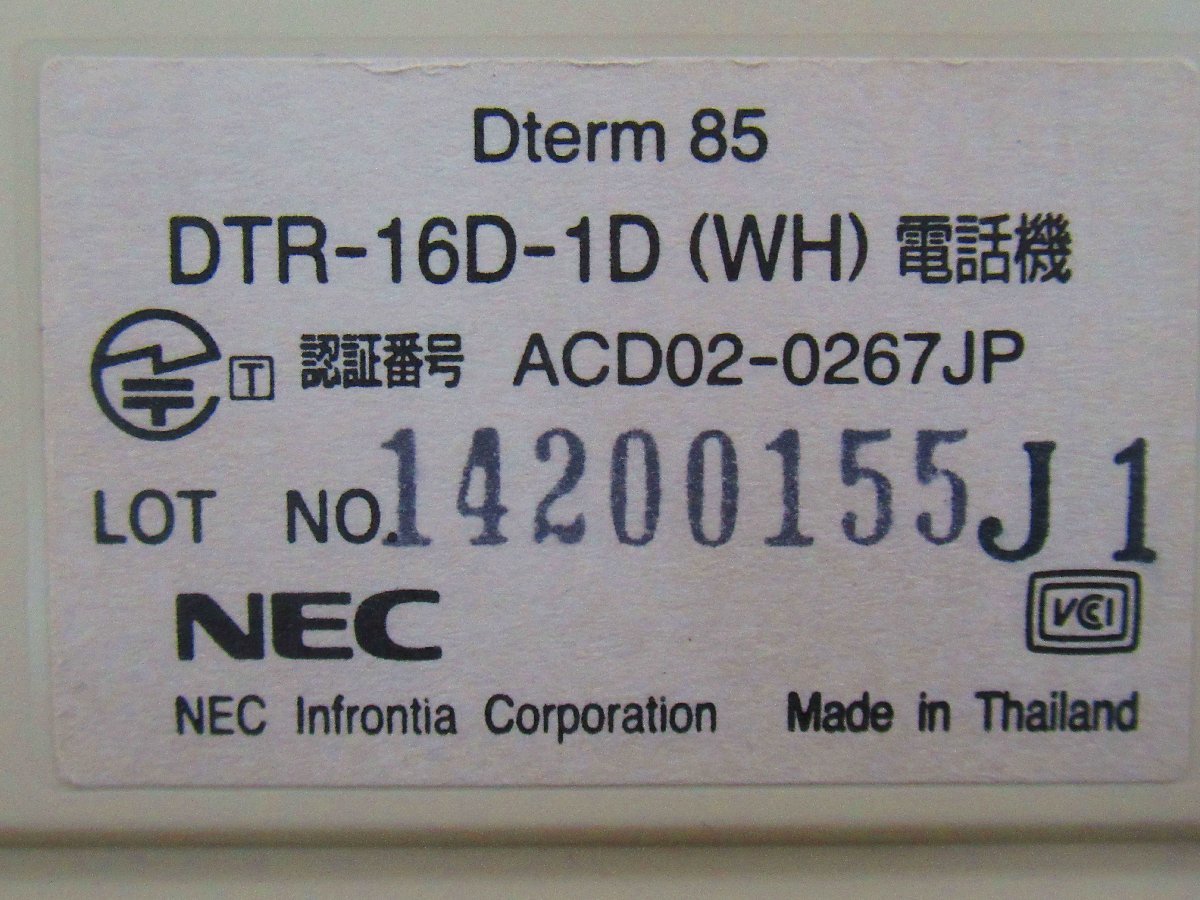 Dterm 85
DTR-16D-1D (WH) 電話機
T 認証番号 ACD02-0267JP
LOT NO.14200155J1
NEC
VCCI
NEC Infrontia Corporation Made in Thailand